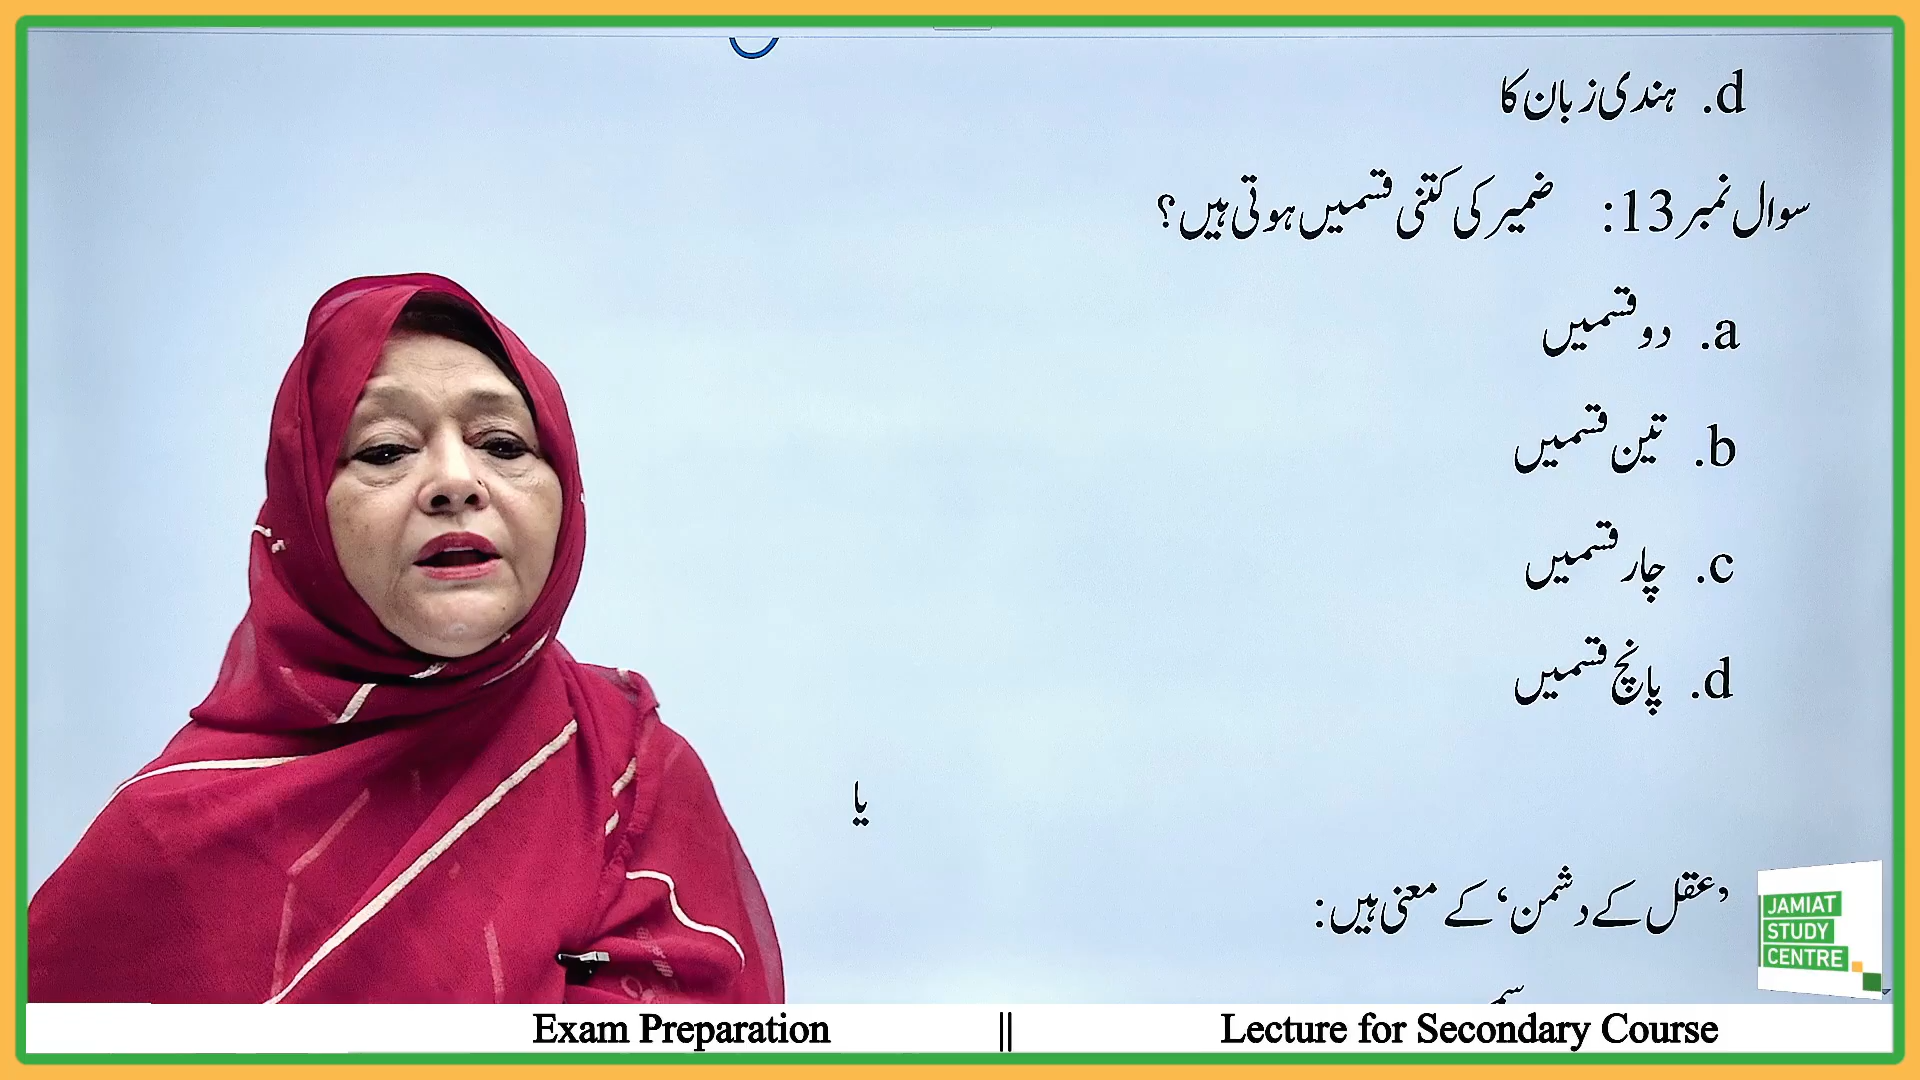 d. ہندی زبان کا
سوال نمبر 13: ضمیر کی کتنی قسمیں ہوتی ہیں؟
a. دو قسمیں
b. تین قسمیں
c. چار قسمیں
d. پانچ قسمیں
یا
’عقل کے دشمن‘ کے معنی ہیں:
JAMIAT
STUDY
CENTRE
Exam Preparation || Lecture for Secondary Course